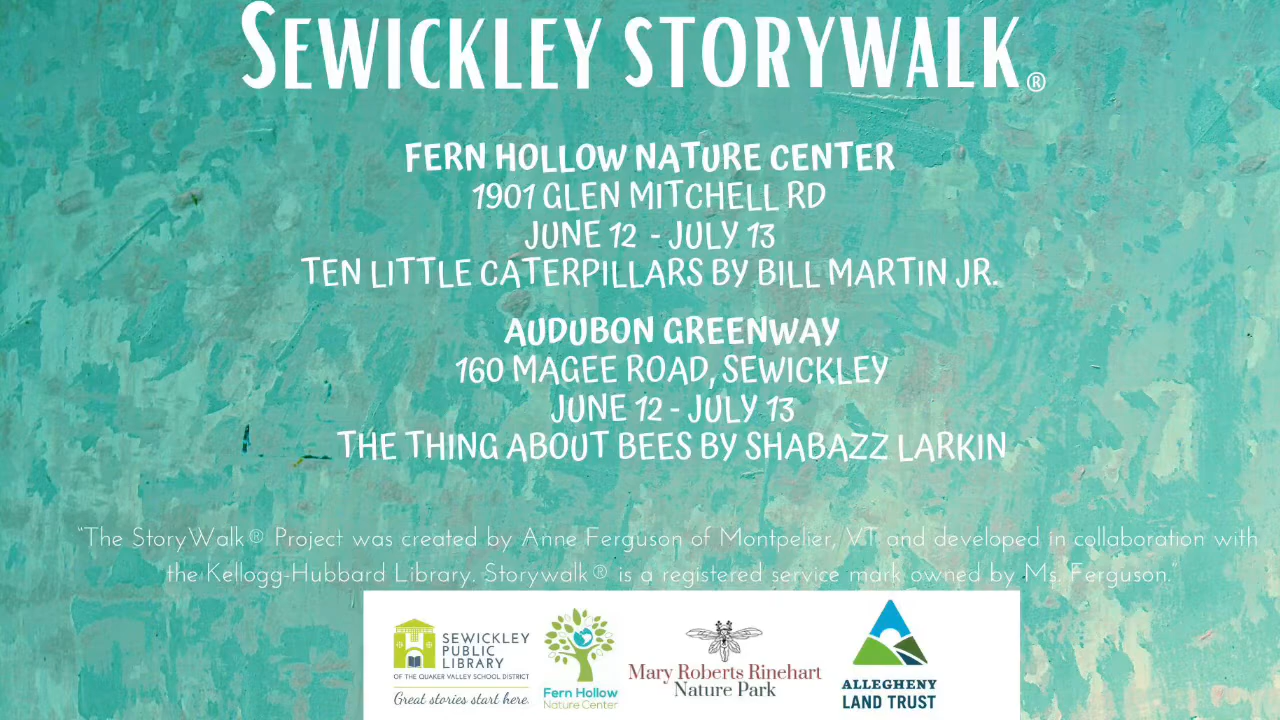 SEWICKLEY STORYWALK®
FERN HOLLOW NATURE CENTER
1901 GLEN MITCHELL RD
JUNE 12 - JULY 13
TEN LITTLE CATERPILLARS BY BILL MARTIN JR.
AUDUBON GREENWAY
160 MAGEE ROAD, SEWICKLEY
JUNE 12 - JULY 13
THE THING ABOUT BEES BY SHABAZZ LARKIN
“The StoryWalk® Project was created by Anne Ferguson of Montpelier, VT and developed in collaboration with
the Kellogg-Hubbard Library. Storywalk® is a registered service mark owned by Ms. Ferguson.”
SEWICKLEY
PUBLIC
LIBRARY
OF THE QUAKER VALLEY SCHOOL DISTRICT
Great stories start here.
Fern Hollow
Nature Center
Mary Roberts Rinehart
Nature Park
ALLEGHENY
LAND TRUST